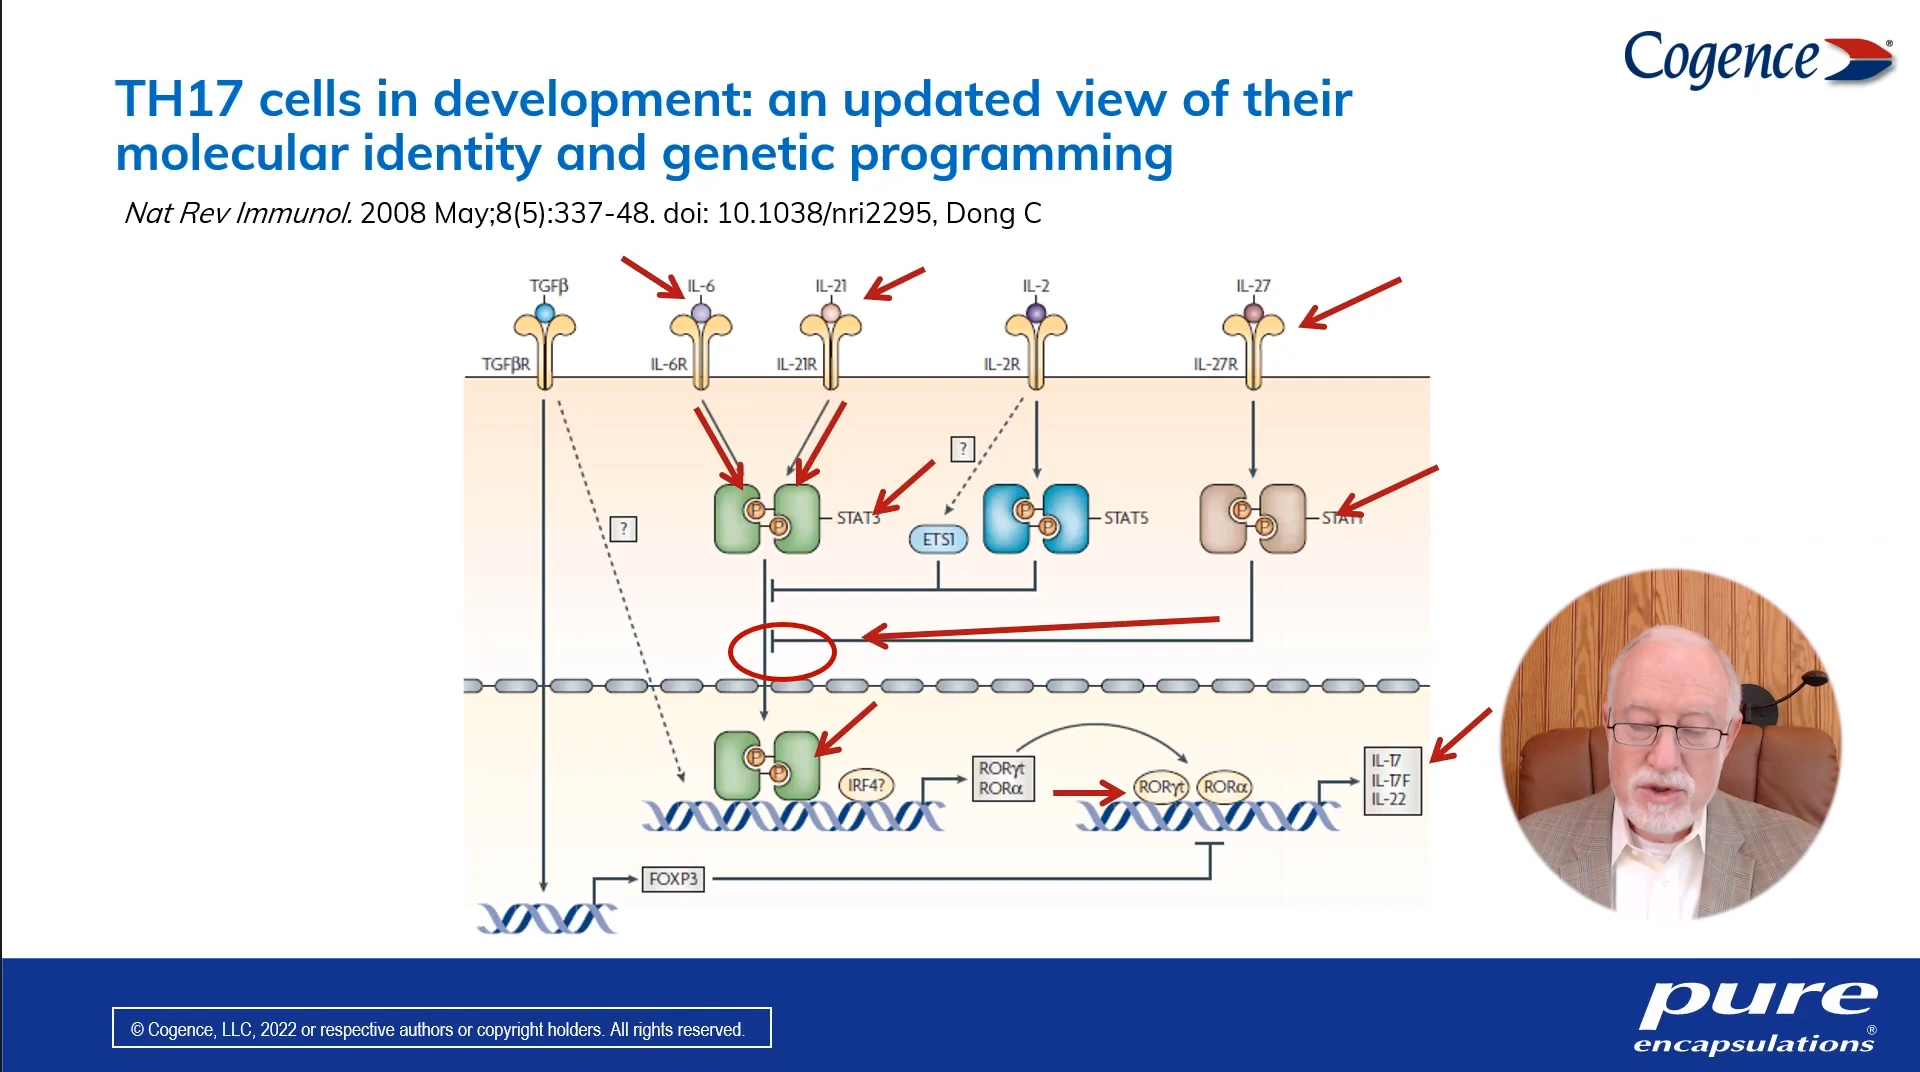 Cogence®
TH17 cells in development: an updated view of their
molecular identity and genetic programming
Nat Rev Immunol. 2008 May;8(5):337-48. doi: 10.1038/nri2295, Dong C
TGFβ
IL-6
IL-21
IL-2
IL-27
TGFβR
IL-6R
IL-21R
IL-2R
IL-27R
?
?
P
P
STAT3
ETS1
P
P
STAT5
P
P
STAT1
P
P
IRF4?
RORγt
RORα
RORγt
RORα
IL-17
IL-17F
IL-22
FOXP3
© Cogence, LLC, 2022 or respective authors or copyright holders. All rights reserved.
pure
encapsulations®